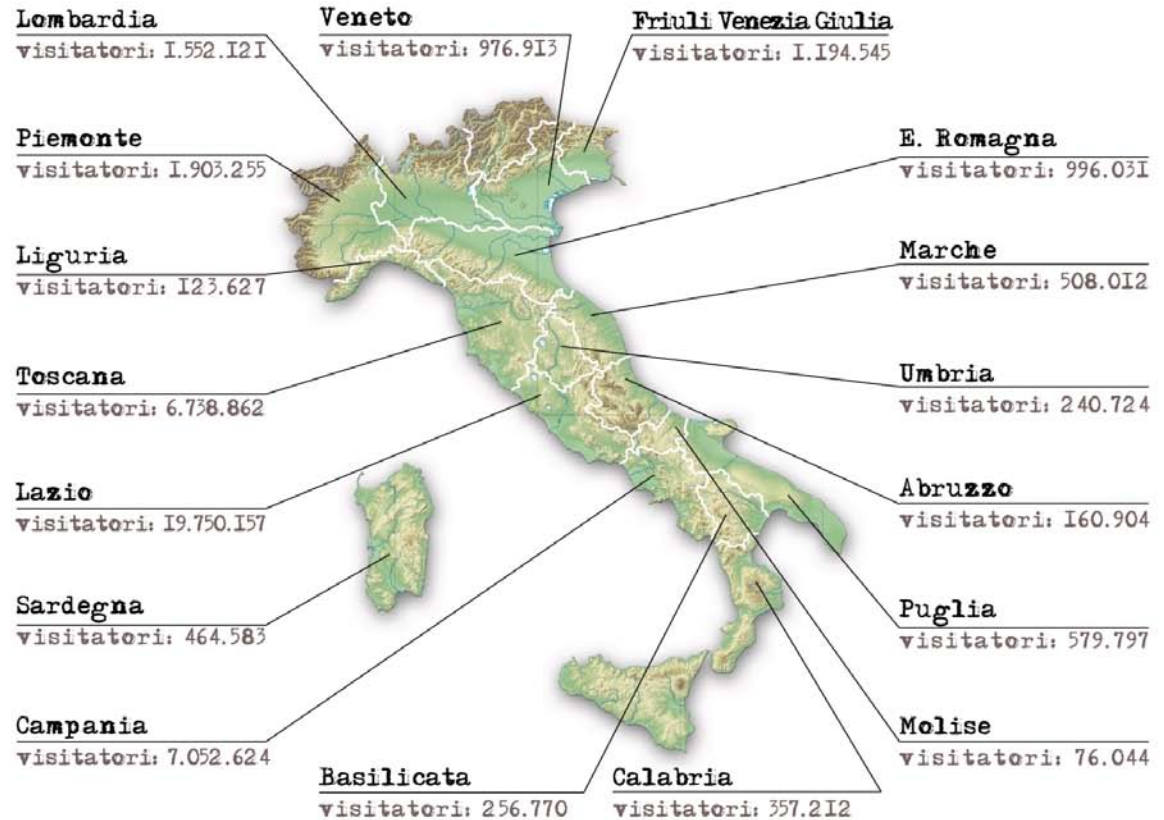 Lombardia
visitatori: 1.552.121
Veneto
visitatori: 976.913
Friuli Venezia Giulia
visitatori: 1.194.545
Piemonte
visitatori: 1.903.255
E. Romagna
visitatori: 996.031
Liguria
visitatori: 123.627
Marche
visitatori: 508.012
Toscana
visitatori: 6.738.862
Umbria
visitatori: 240.724
Lazio
visitatori: 19.750.157
Abruzzo
visitatori: 160.904
Sardegna
visitatori: 464.583
Puglia
visitatori: 579.797
Campania
visitatori: 7.052.624
Molise
visitatori: 76.044
Basilicata
visitatori: 256.770
Calabria
visitatori: 357.212